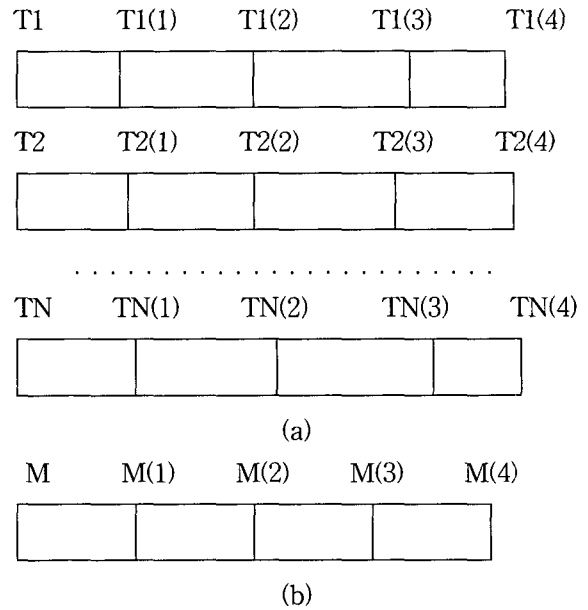 T1 T1(1) T1(2) T1(3) T1(4)
T2 T2(1) T2(2) T2(3) T2(4)
. . . . . . . . . . . . . . . . . . . . . . . . .
TN TN(1) TN(2) TN(3) TN(4)
(a)
M M(1) M(2) M(3) M(4)
(b)